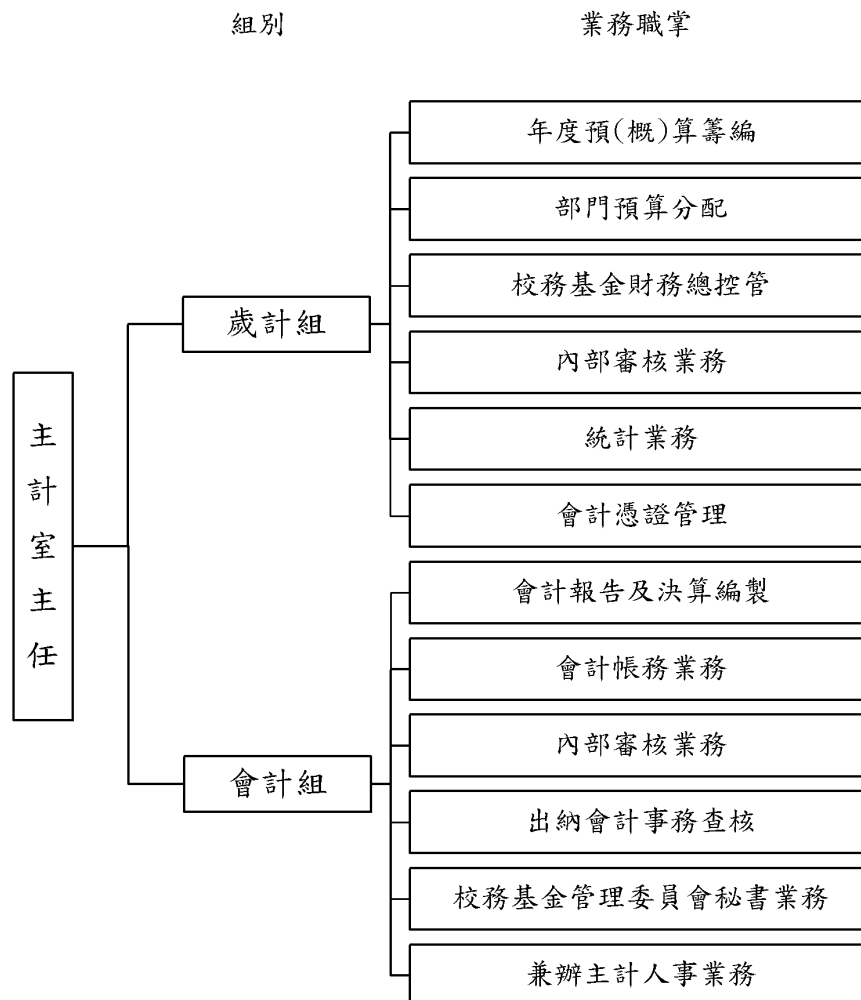 組別
業務職掌
主計室主任
歲計組
年度預(概)算籌編
部門預算分配
校務基金財務總控管
內部審核業務
統計業務
會計憑證管理
會計組
會計報告及決算編製
會計帳務業務
內部審核業務
出納會計事務查核
校務基金管理委員會秘書業務
兼辦主計人事業務